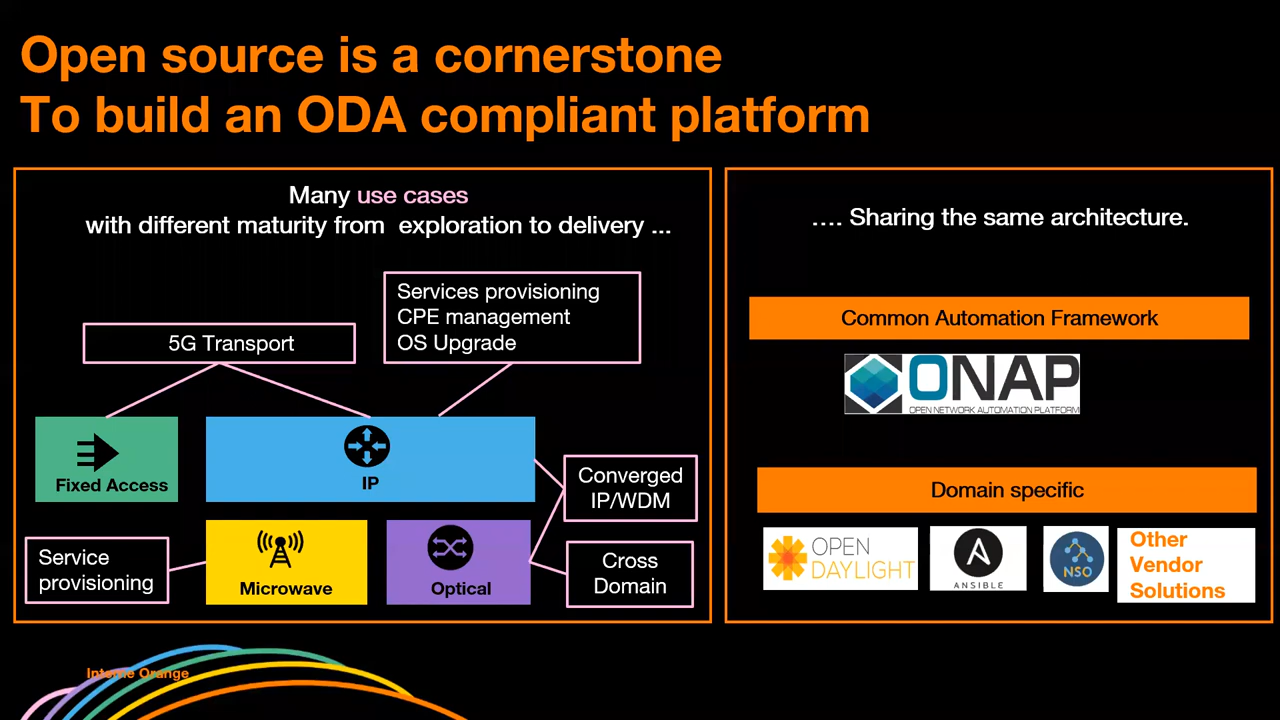 Open source is a cornerstone
To build an ODA compliant platform
Many use cases
with different maturity from exploration to delivery ...
Services provisioning
CPE management
OS Upgrade
5G Transport
Fixed Access
IP
Converged
IP/WDM
Service
provisioning
Microwave
Optical
Cross
Domain
.... Sharing the same architecture.
Common Automation Framework
ONAP
OPEN NETWORK AUTOMATION PLATFORM
Domain specific
OPEN
DAYLIGHT
A
ANSIBLE
NSO
Other
Vendor
Solutions
Interne Orange